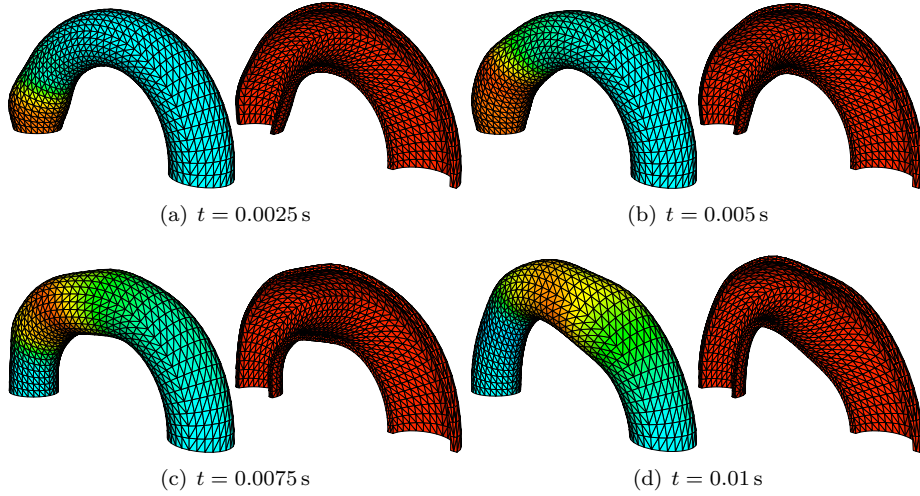 (a) t = 0.0025 s
(b) t = 0.005 s
(c) t = 0.0075 s
(d) t = 0.01 s